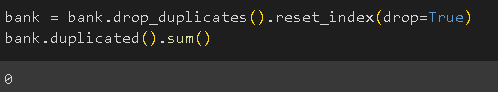 bank = bank.drop_duplicates().reset_index(drop=True)
bank.duplicated().sum()
0